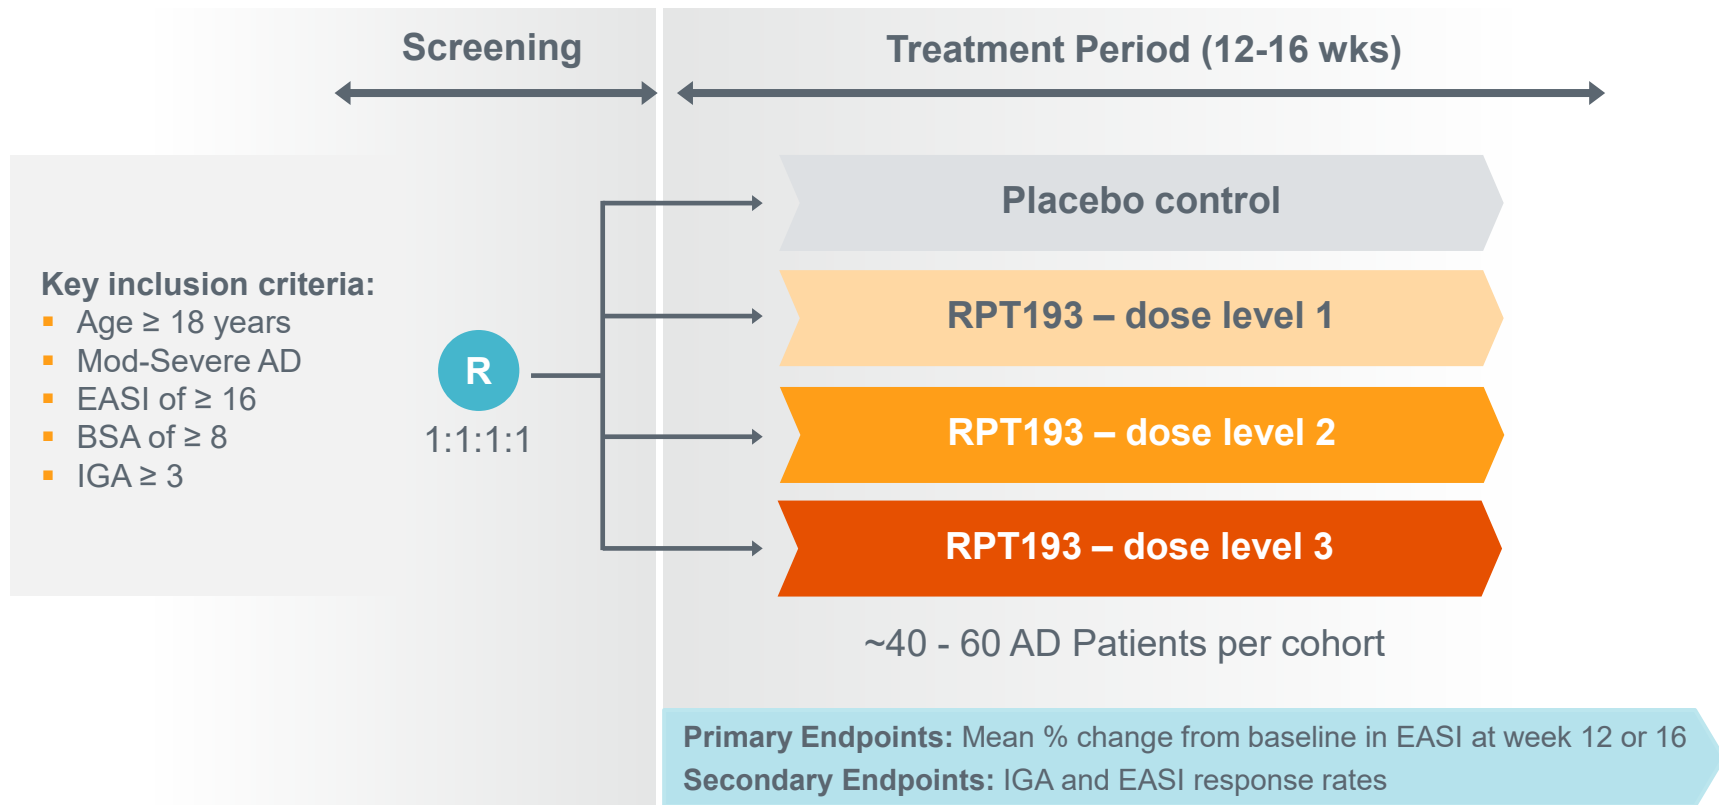 Screening
Treatment Period (12-16 wks)
Key inclusion criteria:
▪ Age ≥ 18 years
▪ Mod-Severe AD
▪ EASI of ≥ 16
▪ BSA of ≥ 8
▪ IGA ≥ 3
R
1:1:1:1
Placebo control
RPT193 – dose level 1
RPT193 – dose level 2
RPT193 – dose level 3
~40 - 60 AD Patients per cohort
Primary Endpoints: Mean % change from baseline in EASI at week 12 or 16
Secondary Endpoints: IGA and EASI response rates